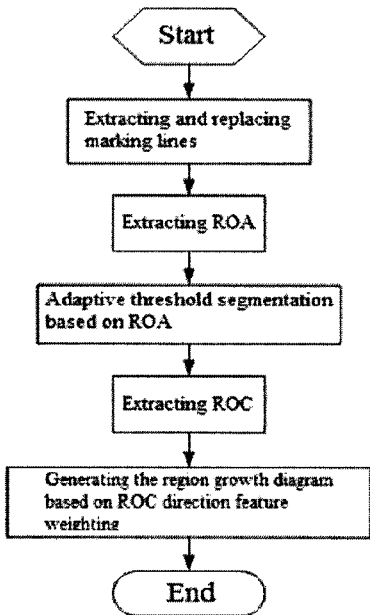 Start
Extracting and replacing
marking lines
Extracting ROA
Adaptive threshold segmentation
based on ROA
Extracting ROC
Generating the region growth diagram
based on ROC direction feature
weighting
End